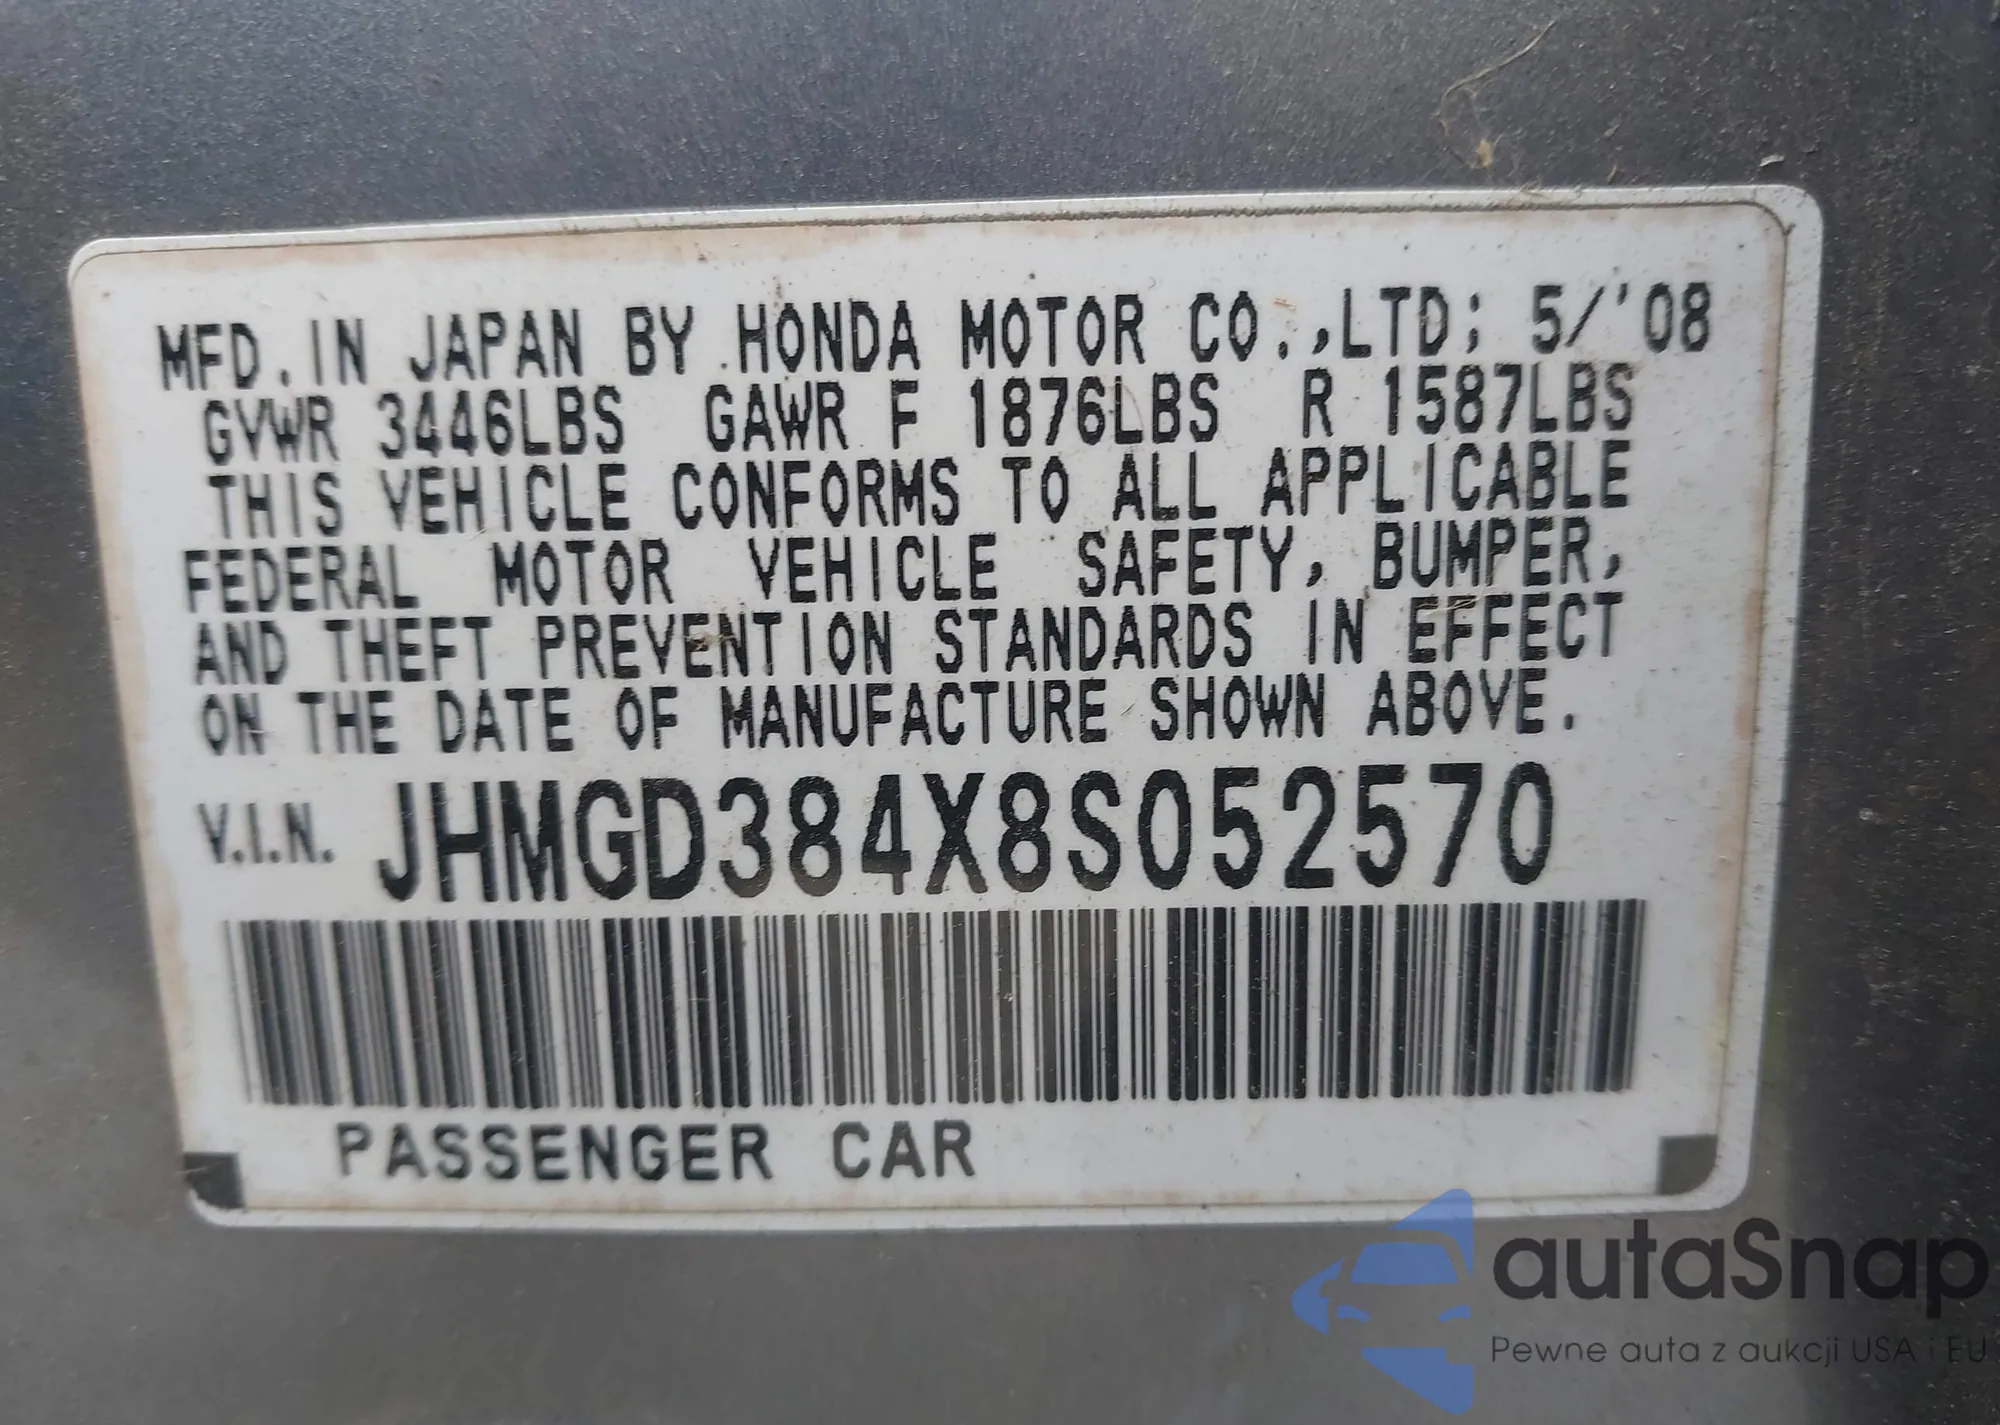 MFD. IN JAPAN BY HONDA MOTOR CO.,LTD; 5/'08
GVWR 3446LBS GAWR F 1876LBS R 1587LBS
THIS VEHICLE CONFORMS TO ALL APPLICABLE
FEDERAL MOTOR VEHICLE SAFETY, BUMPER,
AND THEFT PREVENTION STANDARDS IN EFFECT
ON THE DATE OF MANUFACTURE SHOWN ABOVE.
V.I.N. JHMGD384X8S052570
PASSENGER CAR
autaSnap
Pewne auta z aukcji USA i EU